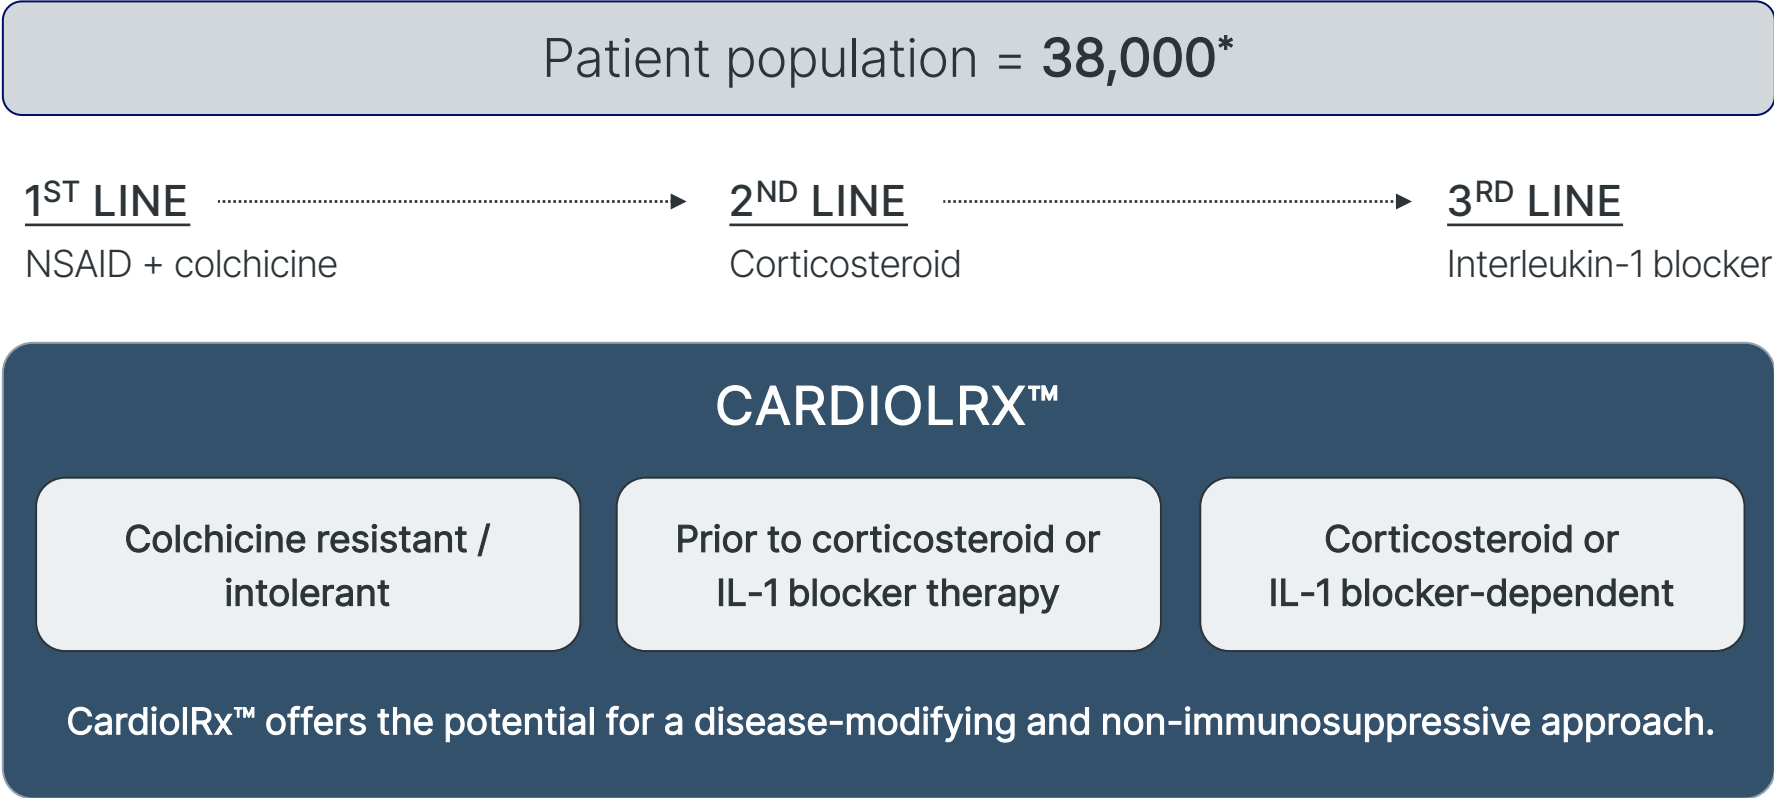 Patient population = 38,000*
1ST LINE
2ND LINE
3RD LINE
NSAID + colchicine
Corticosteroid
Interleukin-1 blocker
CARDIOLRX™
Colchicine resistant /
intolerant
Prior to corticosteroid or
IL-1 blocker therapy
Corticosteroid or
IL-1 blocker-dependent
CardiolRx™ offers the potential for a disease-modifying and non-immunosuppressive approach.